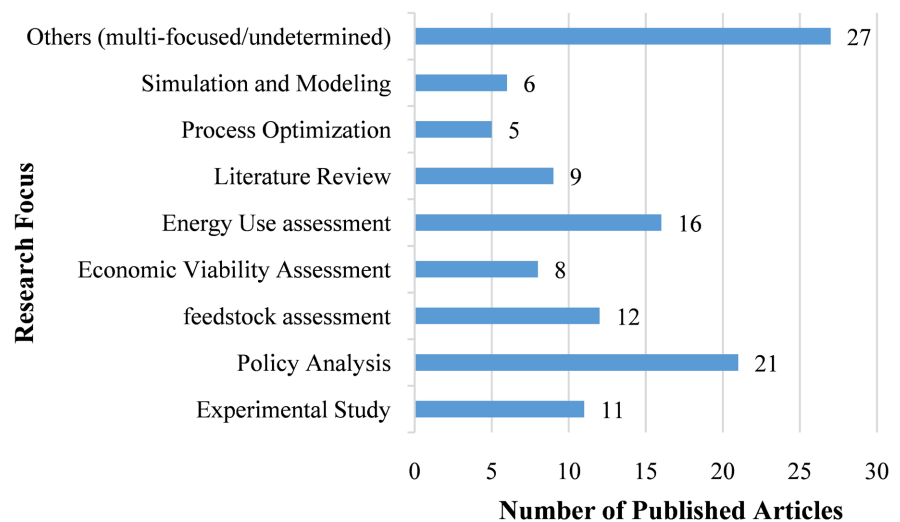 Others (multi-focused/undetermined) 27
Simulation and Modeling 6
Process Optimization 5
Literature Review 9
Energy Use assessment 16
Economic Viability Assessment 8
feedstock assessment 12
Policy Analysis 21
Experimental Study 11
Research Focus
0 5 10 15 20 25 30
Number of Published Articles